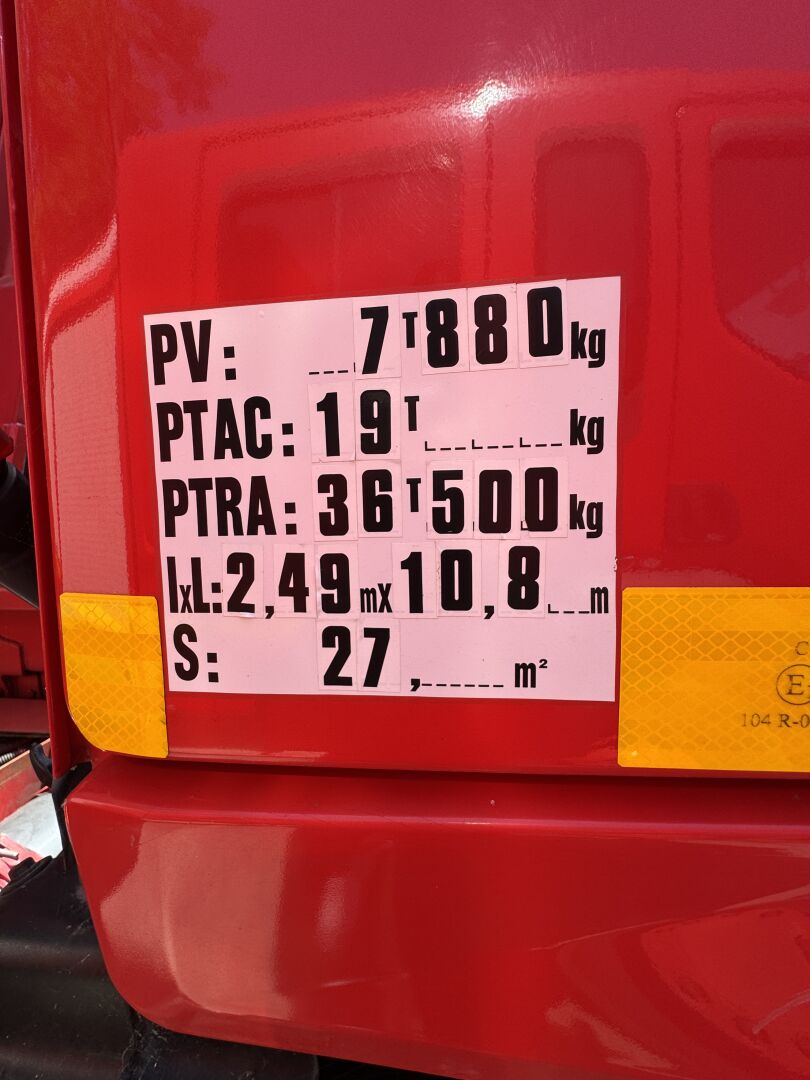 PV: 7T880kg
PTAC: 19T kg
PTRA: 36T500kg
lxL: 2,49mx10,8 m
S: 27, m²
E
104 R-0